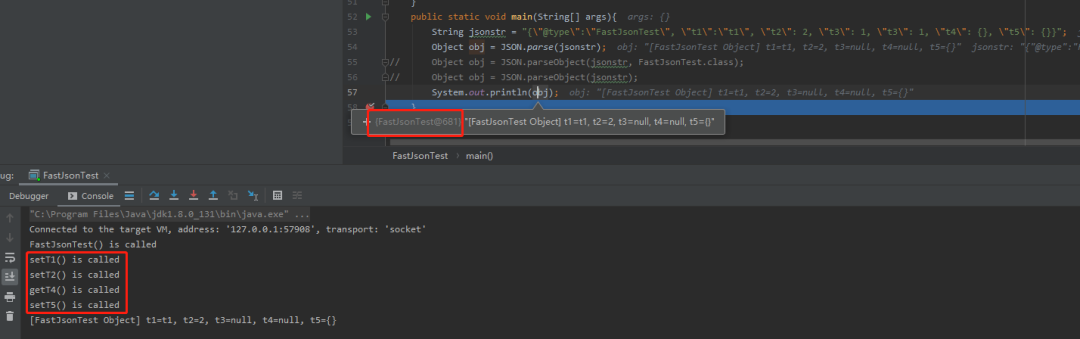 51 }
52 public static void main(String[] args){ args: {}
53 String jsonstr = "{\"@type\":\"FastJsonTest\", \"t1\":\"t1\", \"t2\": 2, \"t3\": 1, \"t3\": 1, \"t4\": {}, \"t5\": {}}"; j
54 Object obj = JSON.parse(jsonstr); obj: "[FastJsonTest Object] t1=t1, t2=2, t3=null, t4=null, t5={}" jsonstr: "{"@type":"
55 // Object obj = JSON.parseObject(jsonstr, FastJsonTest.class);
56 // Object obj = JSON.parseObject(jsonstr);
57 System.out.println(obj); obj: "[FastJsonTest Object] t1=t1, t2=2, t3=null, t4=null, t5={}"
58 }
+ {FastJsonTest@681} "[FastJsonTest Object] t1=t1, t2=2, t3=null, t4=null, t5={}"
FastJsonTest › main()
ug: FastJsonTest ×
Debugger Console
"C:\Program Files\Java\jdk1.8.0_131\bin\java.exe" ...
Connected to the target VM, address: '127.0.0.1:57908', transport: 'socket'
FastJsonTest() is called
setT1() is called
setT2() is called
getT4() is called
setT5() is called
[FastJsonTest Object] t1=t1, t2=2, t3=null, t4=null, t5={}